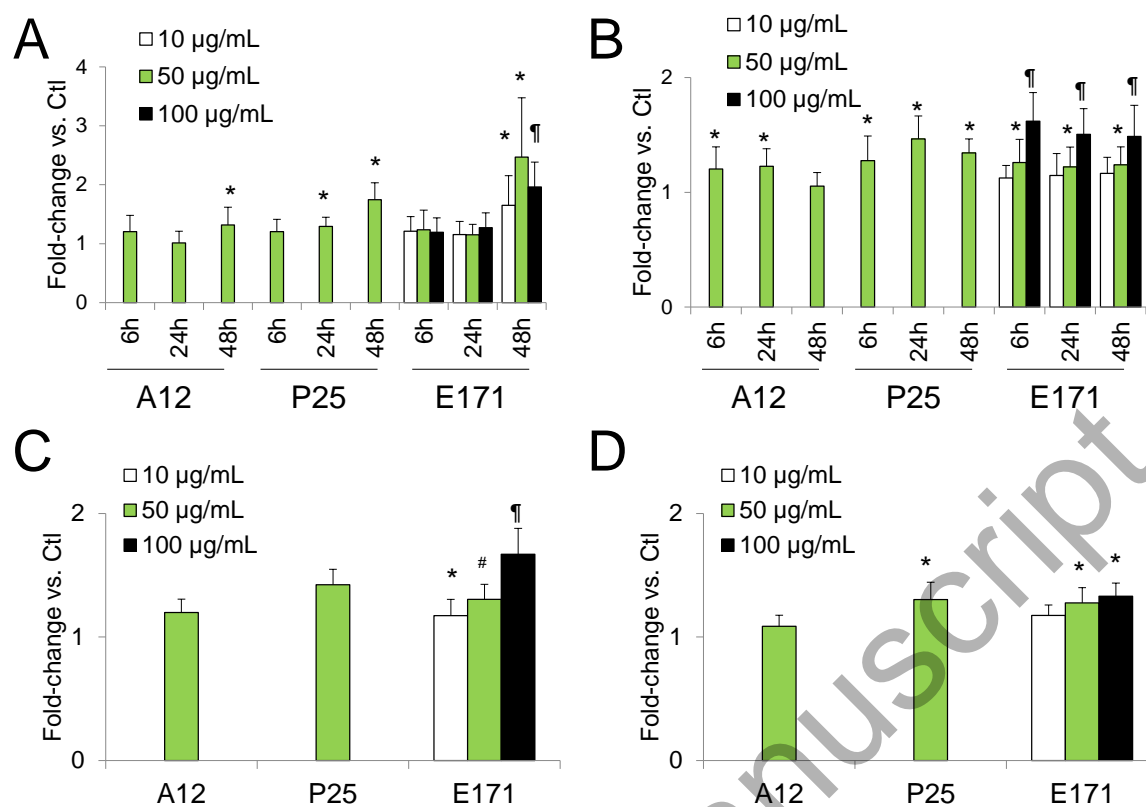 A
10 µg/mL
50 µg/mL
100 µg/mL
Fold-change vs. Ctl
4
3
2
1
0
* * * * * ¶
6h 24h 48h 6h 24h 48h 6h 24h 48h
A12 P25 E171
B
10 µg/mL
50 µg/mL
100 µg/mL
Fold-change vs. Ctl
2
1
0
* * * * * * ¶ * ¶ * ¶
6h 24h 48h 6h 24h 48h 6h 24h 48h
A12 P25 E171
C
10 µg/mL
50 µg/mL
100 µg/mL
Fold-change vs. Ctl
2
1
0
* # ¶
A12 P25 E171
D
10 µg/mL
50 µg/mL
100 µg/mL
Fold-change vs. Ctl
2
1
0
* * *
A12 P25 E171
nuscript